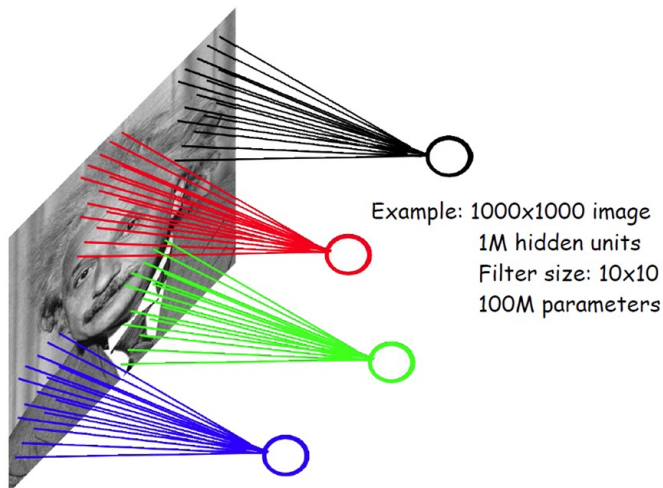 Example: 1000x1000 image
1M hidden units
Filter size: 10x10
100M parameters